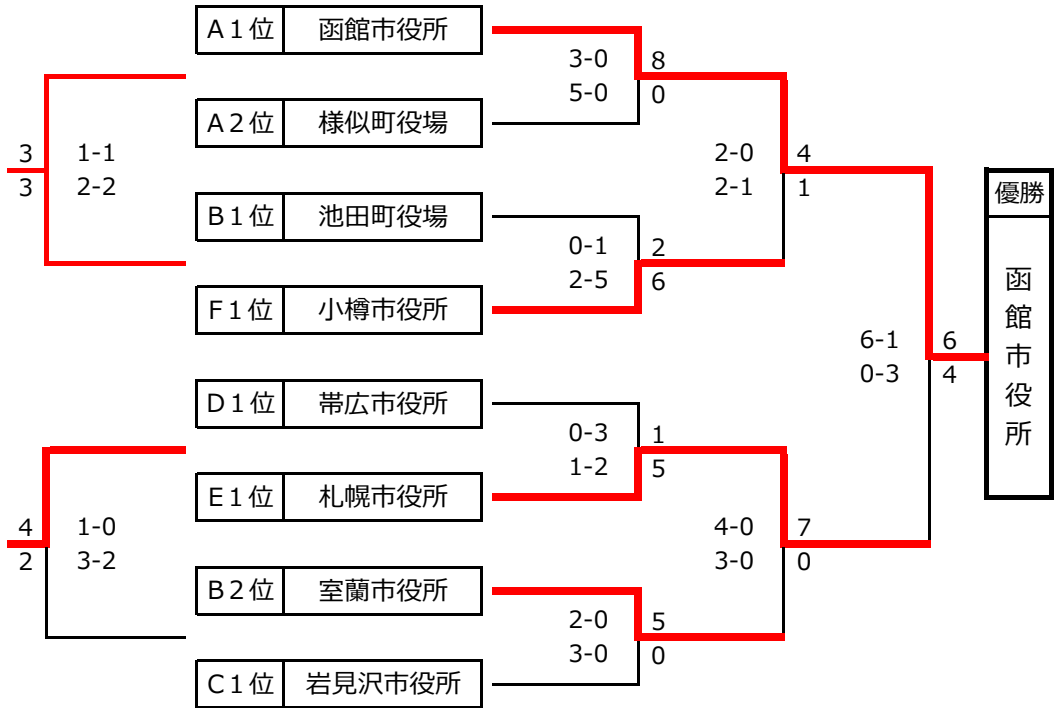 A1位 函館市役所
3-0 8
5-0 0
A2位 様似町役場
3 1-1
3 2-2
2-0 4
2-1 1
B1位 池田町役場
0-1 2
2-5 6
F1位 小樽市役所
優勝
函館市役所
6-1 6
0-3 4
D1位 帯広市役所
0-3 1
1-2 5
E1位 札幌市役所
4 1-0
2 3-2
4-0 7
3-0 0
B2位 室蘭市役所
2-0 5
3-0 0
C1位 岩見沢市役所